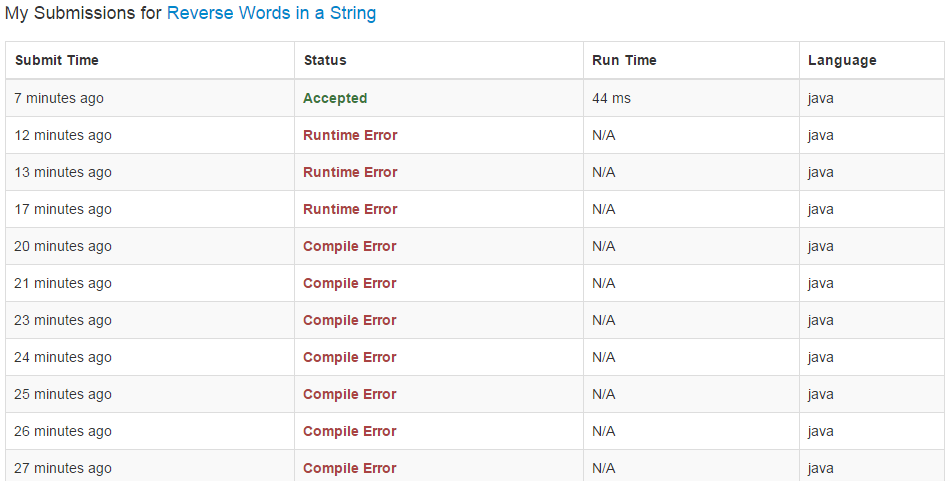 My Submissions for Reverse Words in a String
Submit Time Status Run Time Language
7 minutes ago Accepted 44 ms java
12 minutes ago Runtime Error N/A java
13 minutes ago Runtime Error N/A java
17 minutes ago Runtime Error N/A java
20 minutes ago Compile Error N/A java
21 minutes ago Compile Error N/A java
23 minutes ago Compile Error N/A java
24 minutes ago Compile Error N/A java
25 minutes ago Compile Error N/A java
26 minutes ago Compile Error N/A java
27 minutes ago Compile Error N/A java